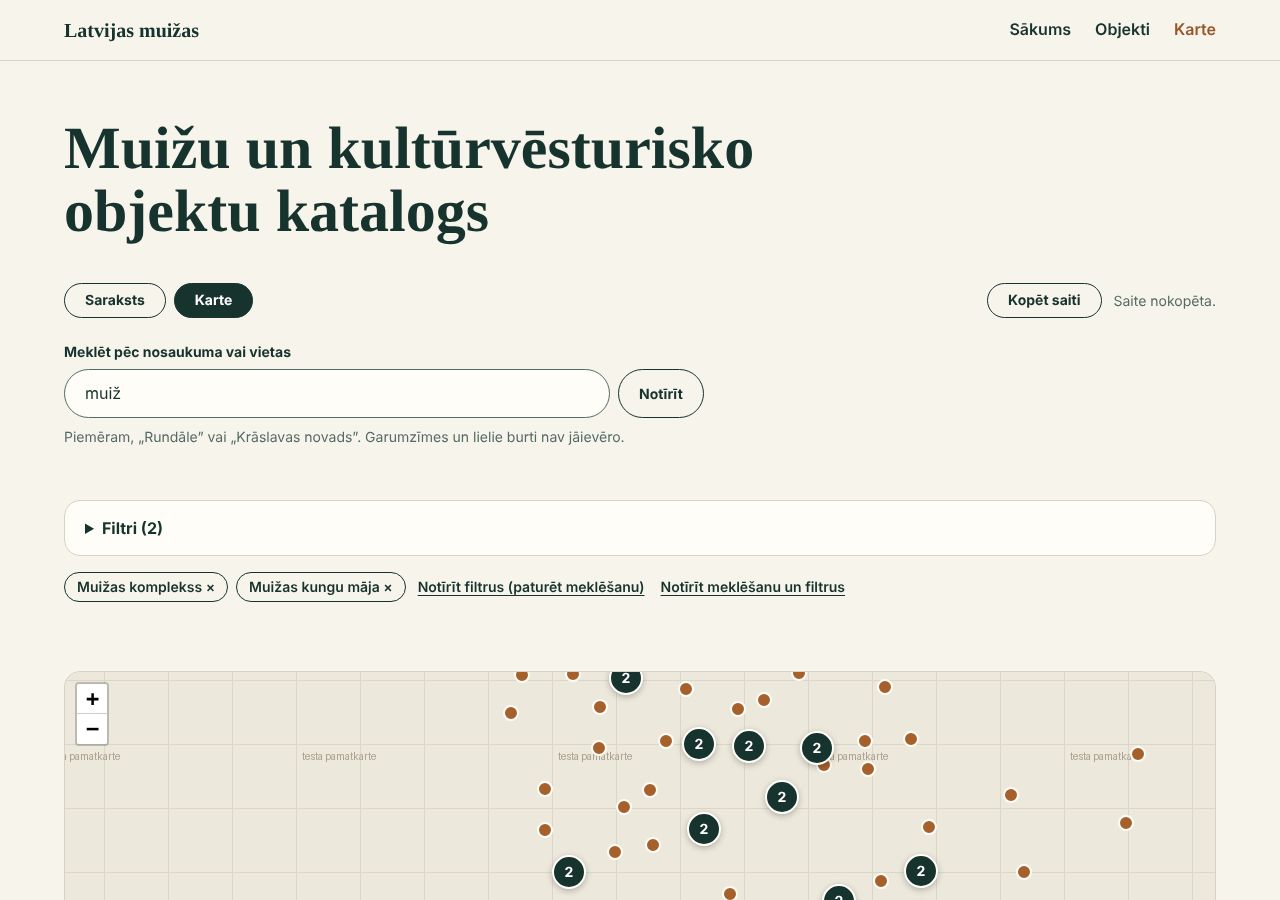 Latvijas muižas
Sākums Objekti Karte
Muižu un kultūrvēsturisko
objektu katalogs
Saraksts Karte Kopēt saiti Saite nokopēta.
Meklēt pēc nosaukuma vai vietas
muiž Notīrīt
Piemēram, „Rundāle” vai „Krāslavas novads”. Garumzīmes un lielie burti nav jāievēro.
▶ Filtri (2)
Muižas komplekss × Muižas kungu māja × Notīrīt filtrus (paturēt meklēšanu) Notīrīt meklēšanu un filtrus
2
+
2 2 2
−
pamatkarte testa pamatkarte testa pamatkarte pamatkarte testa
2
2
2 2